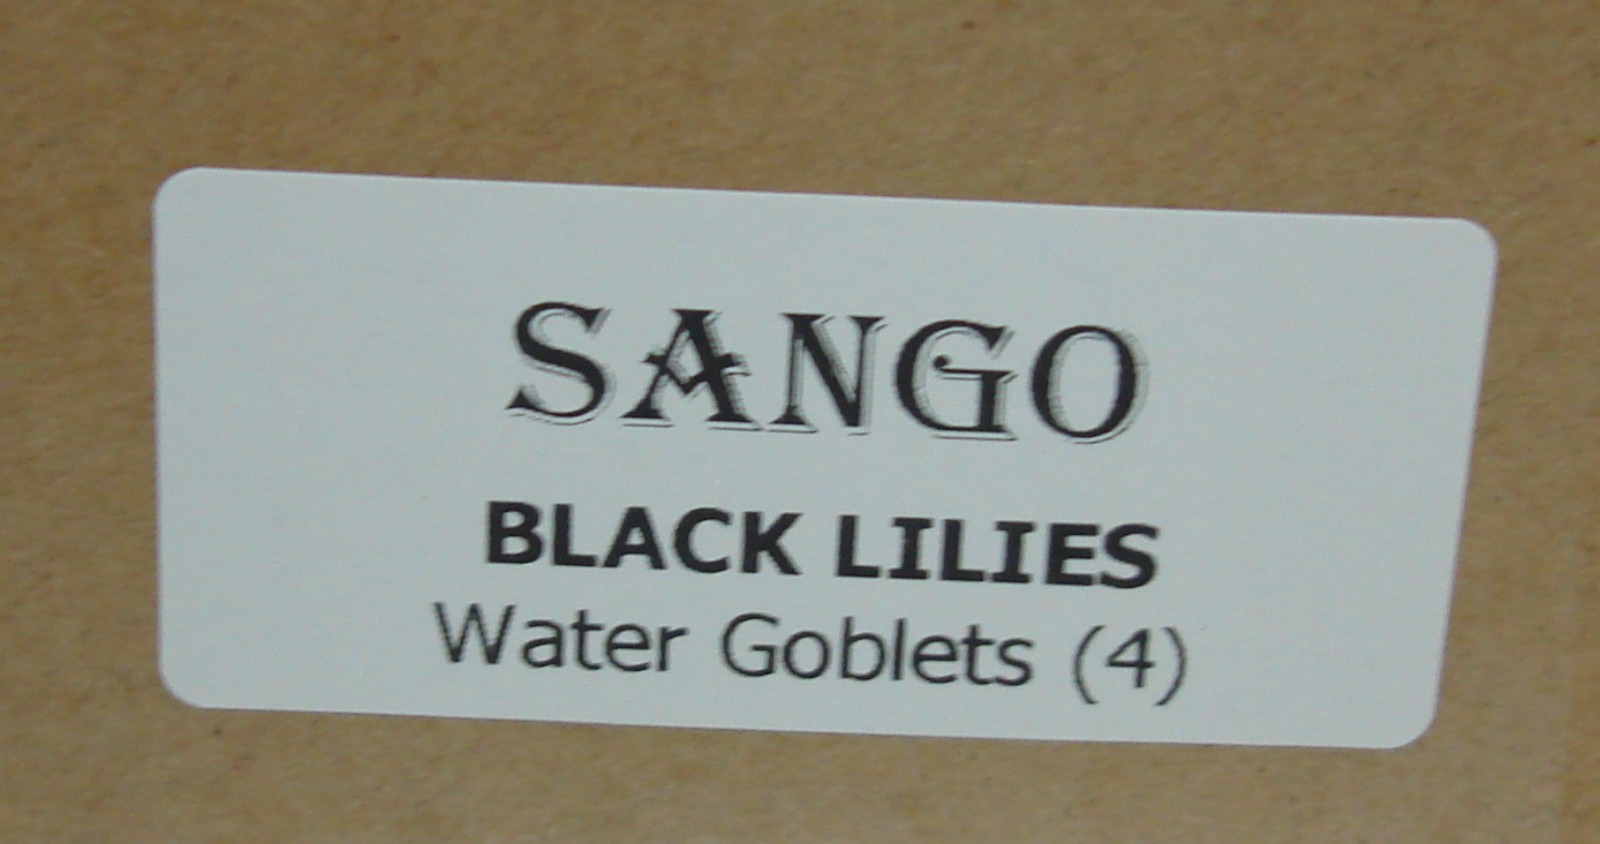 SANGO
BLACK LILIES
Water Goblets (4)